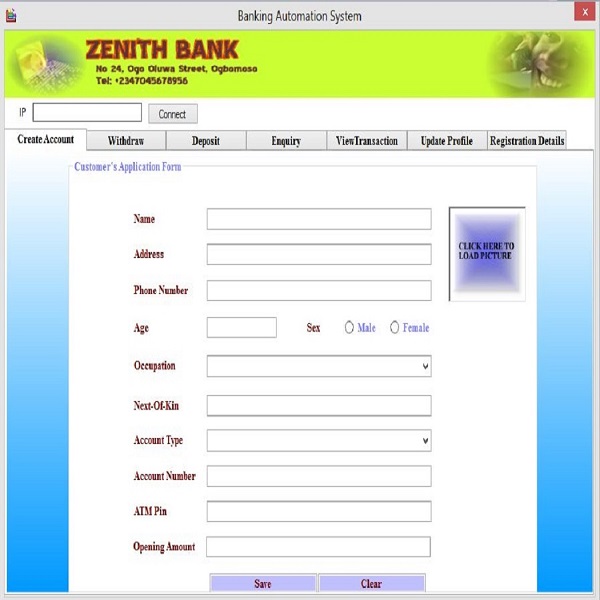 Banking Automation System
x
ZENITH BANK
No 24, Ogo Oluwa Street, Ogbomoso
Tel: +2347045678956
IP
Connect
Create Account Withdraw Deposit Enquiry ViewTransaction Update Profile Registration Details
Customer's Application Form
Name
CLICK HERE TO
LOAD PICTURE
Address
Phone Number
Age Sex Male Female
Occupation
Next-Of-Kin
Account Type
Account Number
ATM Pin
Opening Amount
Save Clear